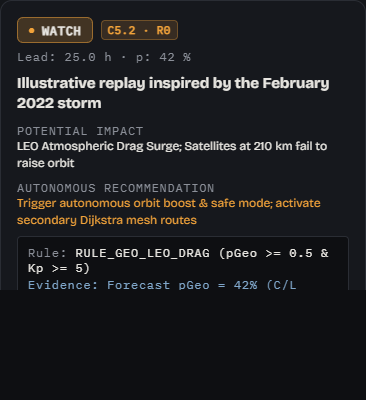 WATCH C5.2 · R0
Lead: 25.0 h · p: 42 %
Illustrative replay inspired by the February
2022 storm
POTENTIAL IMPACT
LEO Atmospheric Drag Surge; Satellites at 210 km fail to
raise orbit
AUTONOMOUS RECOMMENDATION
Trigger autonomous orbit boost & safe mode; activate
secondary Dijkstra mesh routes
Rule: RULE_GEO_LEO_DRAG (pGeo >= 0.5 &
Kp >= 5)
Evidence: Forecast pGeo = 42% (C/L